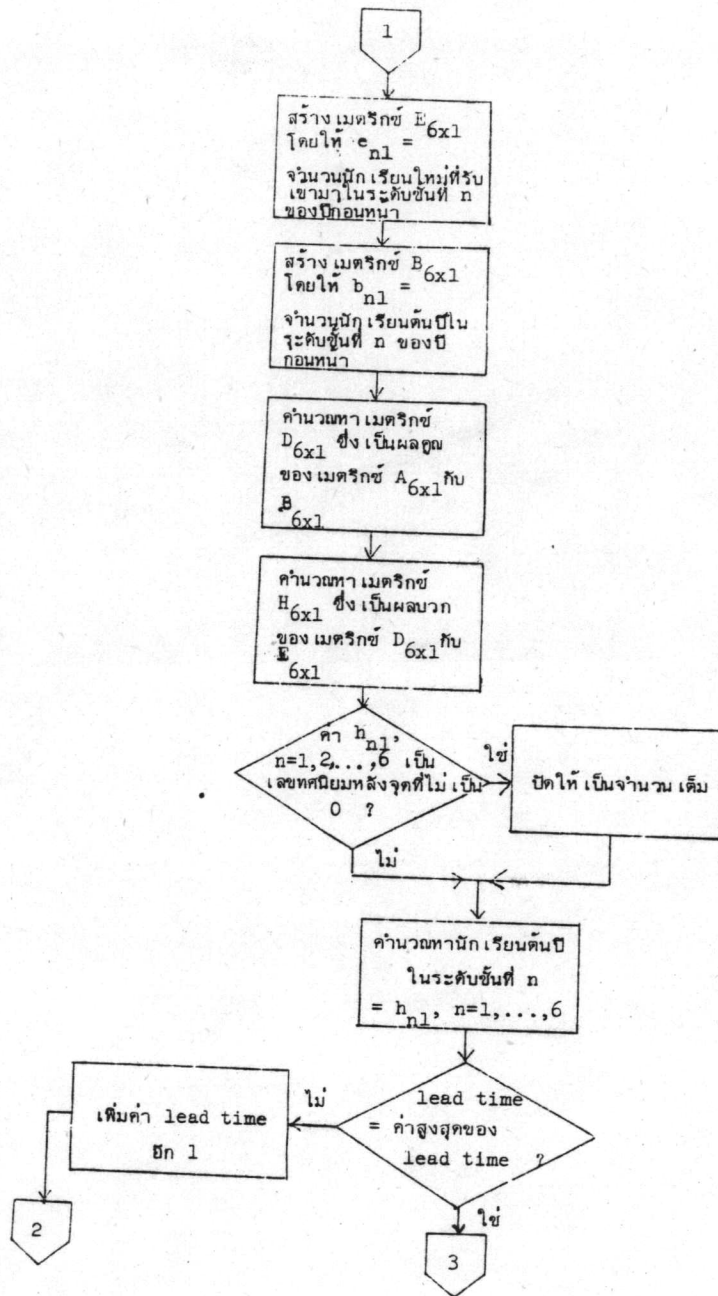 1
สร้าง เมตริกซ์ E6x1
โดยให้ en1 =
จำนวนนัก เรียนใหม่ที่รับ
เขามาในระดับชั้นที่ n
ของปีกอนหนา
สร้าง เมตริกซ์ B6x1
โดยให้ bn1 =
จำนวนนัก เรียนต้นปีใน
ระดับชั้นที่ n ของปี
กอนหนา
คำนวณหา เมตริกซ์
D6x1 ซึ่ง เป็นผลคูณ
ของ เมตริกซ์ A6x1 กับ
B6x1
คำนวณหา เมตริกซ์
H6x1 ซึ่ง เป็นผลบวก
ของ เมตริกซ์ D6x1 กับ
E6x1
ค่า hn1,
n=1,2,...,6 เป็น
เลขทศนิยมหลังจุดที่ไม่ เป็น
0 ?
ใช่
ปัดให้ เป็นจำนวน เต็ม
ไม่
คำนวณหานัก เรียนต้นปี
ในระดับชั้นที่ n
= hn1, n=1,...,6
lead time
= ค่าสูงสุดของ
lead time ?
ไม่
เพิ่มค่า lead time
อีก 1
2
ใช่
3